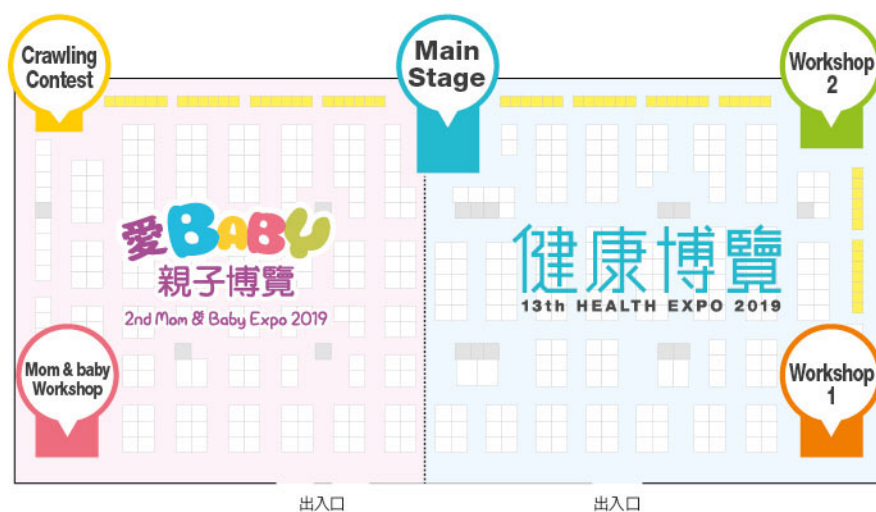 Crawling
Contest
Main
Stage
Workshop
2
愛BABY
親子博覽
2nd Mom & Baby Expo 2019
健康博覽
13th HEALTH EXPO 2019
Mom & baby
Workshop
Workshop
1
出入口
出入口